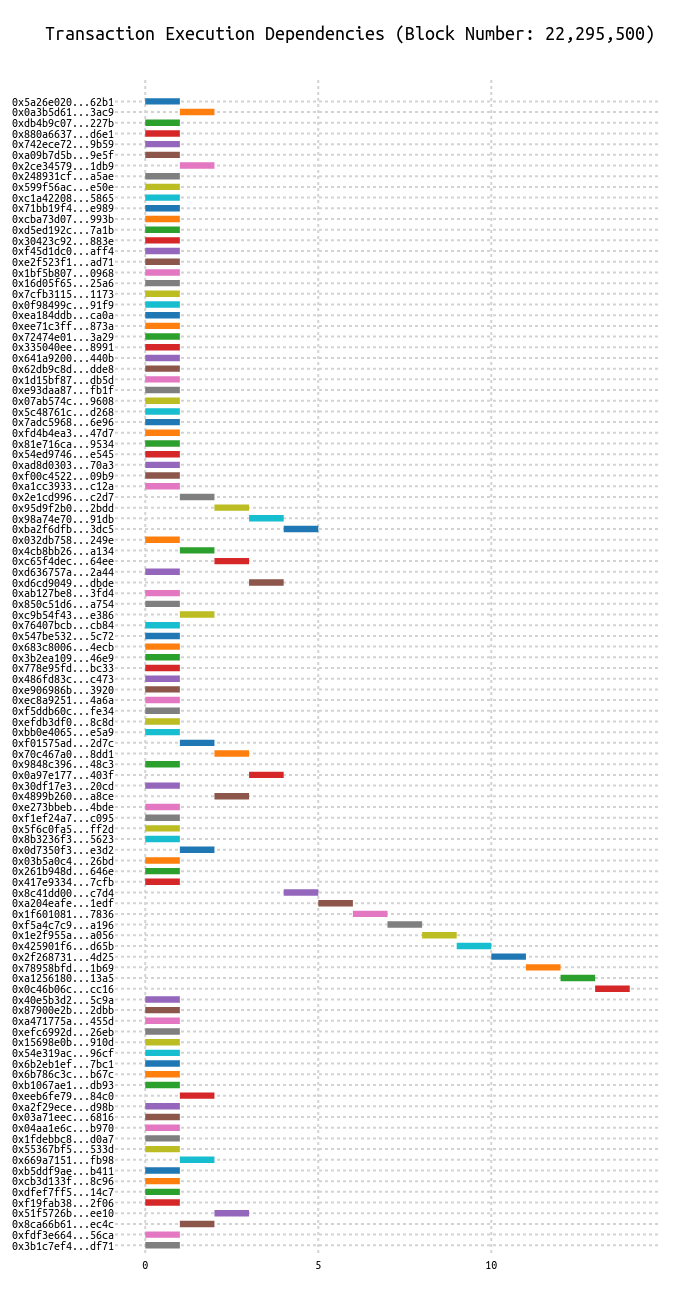 Transaction Execution Dependencies (Block Number: 22,295,500)
0x5a26e020...62b1
0x0a3b5d61...3ac9
0xdb4b9c07...227b
0x880a6637...d6e1
0x742ece72...9b59
0xa09b7d5b...9e5f
0x2ce34579...1db9
0x248931cf...a5ae
0x599f56ac...e50e
0xc1a42208...5865
0x71bb19f4...e989
0xcba73d07...993b
0xd5ed192c...7a1b
0x30423c92...883e
0xf45d1dc0...aff4
0xe2f523f1...ad71
0x1bf5b807...0968
0x16d05f65...25a6
0x7cfb3115...1173
0x0f98499c...91f9
0xea184ddb...ca0a
0xee71c3ff...873a
0x72474e01...3a29
0x335040ee...8991
0x641a9200...440b
0x62db9c8d...dde8
0x1d15bf87...db5d
0xe93daa87...fb1f
0x07ab574c...9608
0x5c48761c...d268
0x7adc5968...6e96
0xfd4b4ea3...47d7
0x81e716ca...9534
0x54ed9746...e545
0xad8d0303...70a3
0xf00c4522...09b9
0xa1cc3933...c12a
0x2e1cd996...c2d7
0x95d9f2b0...2bdd
0x98a74e70...91db
0xba2f6dfb...3dc5
0x032db758...249e
0x4cb8bb26...a134
0xc65f4dec...64ee
0xd636757a...2a44
0xd6cd9049...dbde
0xab127be8...3fd4
0x850c51d6...a754
0xc9b54f43...e386
0x76407bcb...cb84
0x547be532...5c72
0x683c8006...4ecb
0x3b2ea109...46e9
0x778e95fd...bc33
0x486fd83c...c473
0xe906986b...3920
0xec8a9251...4a6a
0xf5ddb60c...fe34
0xefdb3df0...8c8d
0xbb0e4065...e5a9
0xf01575ad...2d7c
0x70c467a0...8dd1
0x9848c396...48c3
0x0a97e177...403f
0x30df17e3...20cd
0x4899b260...a8ce
0xe273bbeb...4bde
0xf1ef24a7...c095
0x5f6c0fa5...ff2d
0x8b3236f3...5623
0x0d7350f3...e3d2
0x03b5a0c4...26bd
0x261b948d...646e
0x417e9334...7cfb
0x8c41dd00...c7d4
0xa204eafe...1edf
0x1f601081...7836
0xf5a4c7c9...a196
0x1e2f955a...a056
0x425901f6...d65b
0x2f268731...4d25
0x78958bfd...1b69
0xa1256180...13a5
0x0c46b06c...cc16
0x40e5b3d2...5c9a
0x87900e2b...2dbb
0xa471775a...455d
0xefc6992d...26eb
0x15698e0b...910d
0x54e319ac...96cf
0x6b2eb1ef...7bc1
0x6b786c3c...b67c
0xb1067ae1...db93
0xeeb6fe79...84c0
0xa2f29ece...d98b
0x03a71eec...6816
0x04aa1e6c...b970
0x1fdebbc8...d0a7
0x55367bf5...533d
0x669a7151...fb98
0xb5ddf9ae...b411
0xcb3d133f...8c96
0xdfef7ff5...14c7
0xf19fab38...2f06
0x51f5726b...ee10
0x8ca66b61...ec4c
0xfdf3e664...56ca
0x3b1c7ef4...df71
0 5 10